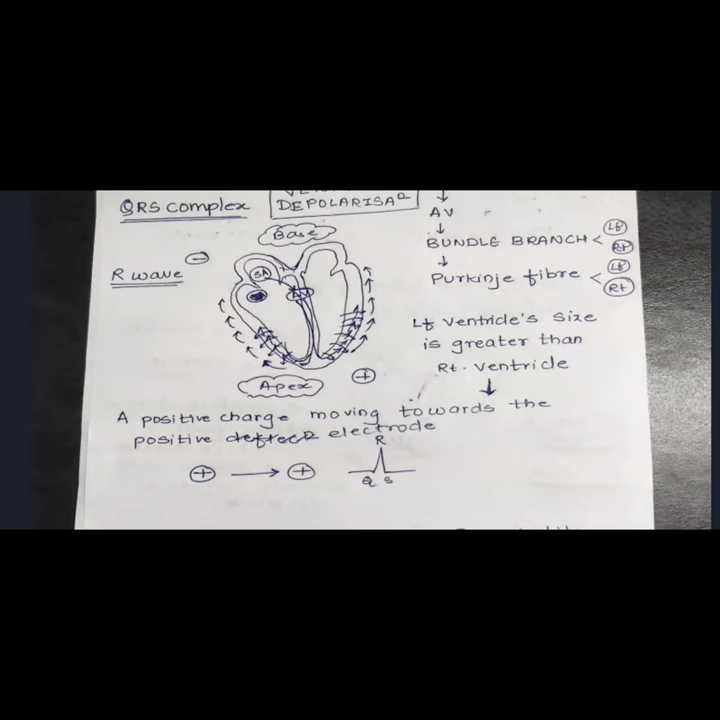 QRS complex
DEPOLARISAⁿ
AV
Base
BUNDLE BRANCH < Lt
Rt
R wave
SA
AV
Purkinje fibre < Lt
Rt
Lt ventricle's size
is greater than
Rt. ventricle
Apex
A positive charge moving towards the
positive electrode
R
Q S